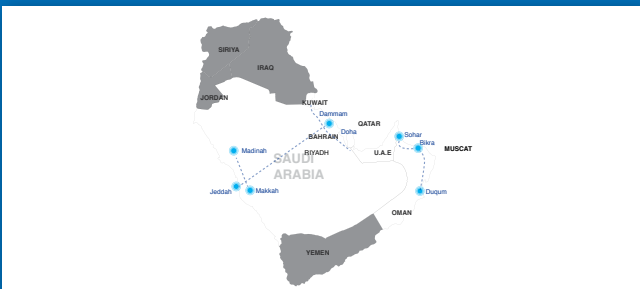 SIRIYA
IRAG
JORDAN
KUWAIT
Dammam
QATAR
Doha
BAHRAIN
Sohar
Bikra
MUSCAT
Madinah
RIYADH
U.A.E
SAUDI
ARABIA
Jeddah
Makkah
Duqum
OMAN
YEMEN